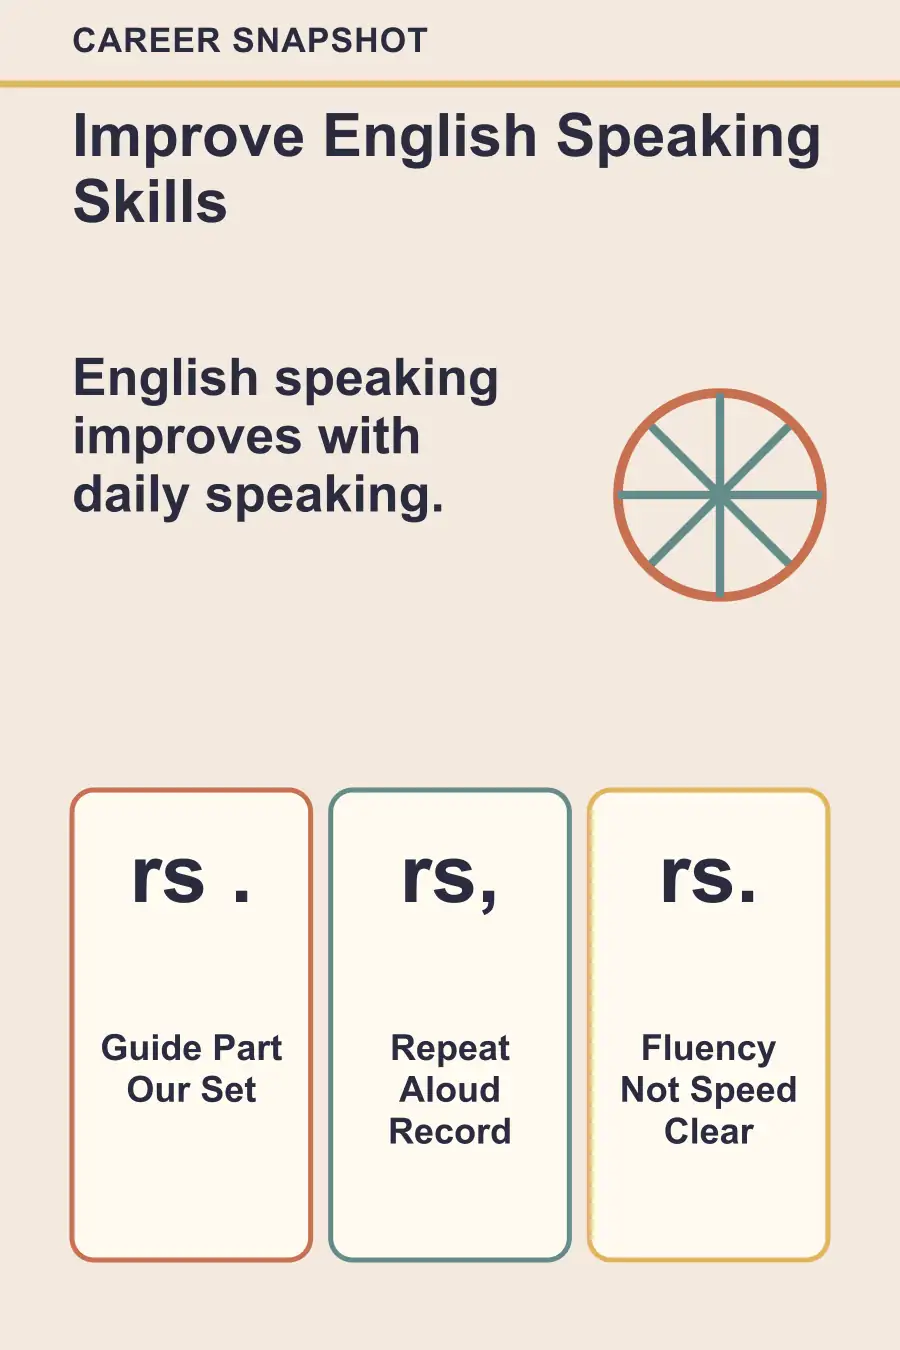 CAREER SNAPSHOT
Improve English Speaking
Skills
English speaking
improves with
daily speaking.
rs .
Guide Part
Our Set
rs,
Repeat
Aloud
Record
rs.
Fluency
Not Speed
Clear